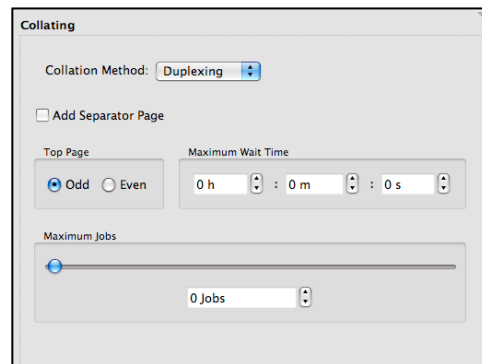 Collating
Collation Method: Duplexing
Add Separator Page
Top Page Maximum Wait Time
Odd Even 0 h : 0 m : 0 s
Maximum Jobs
0 Jobs